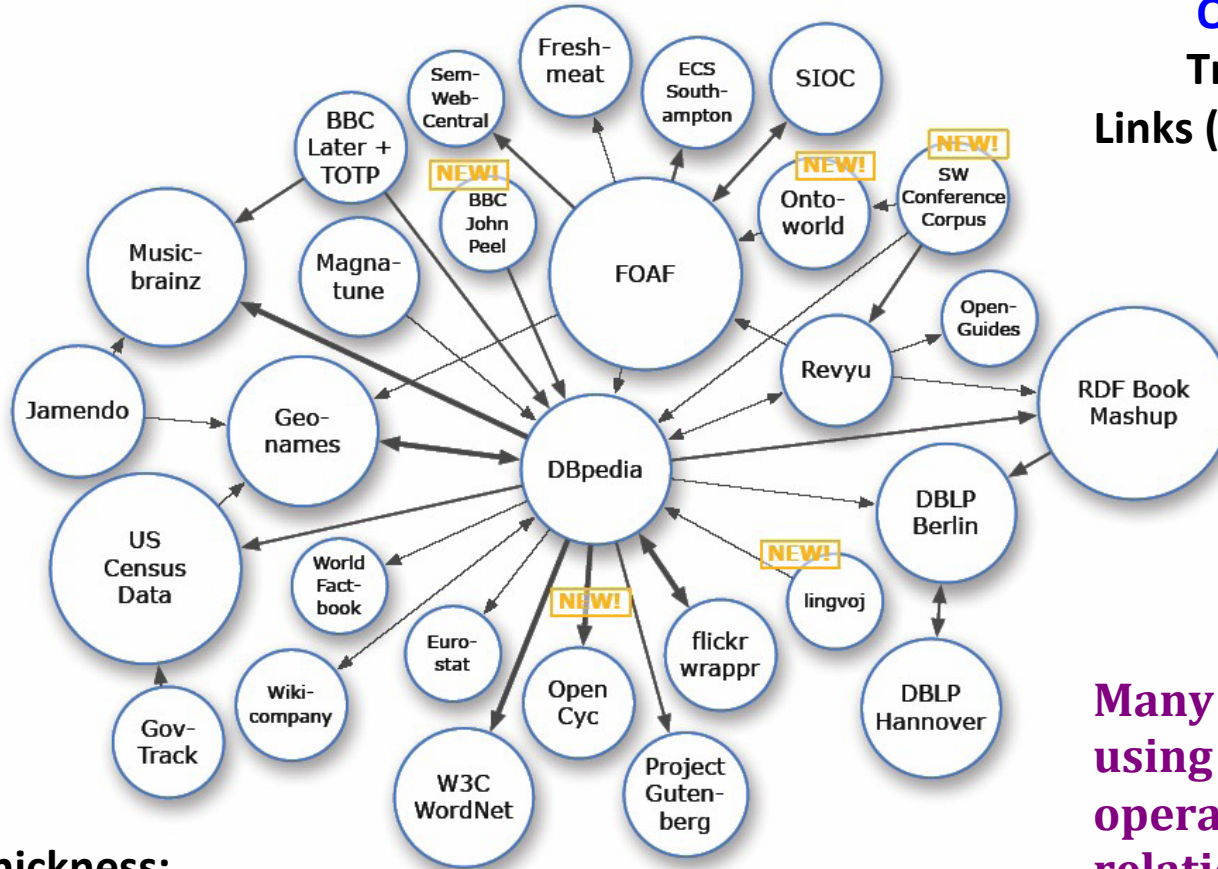 Fresh-
meat
Sem-
Web-
Central
ECS
South-
ampton
SIOC
BBC
Later +
TOTP
NEW!
BBC
John
Peel
NEW!
Onto-
world
NEW!
SW
Conference
Corpus
Links (
Music-
brainz
Magna-
tune
FOAF
Open-
Guides
Revyu
RDF Book
Mashup
Jamendo
Geo-
names
DBpedia
DBLP
Berlin
US
Census
Data
World
Fact-
book
NEW!
lingvoj
NEW!
Euro-
stat
flickr
wrappr
Open
Cyc
Wiki-
company
DBLP
Hannover
Gov-
Track
W3C
WordNet
Project
Guten-
berg
Many
using